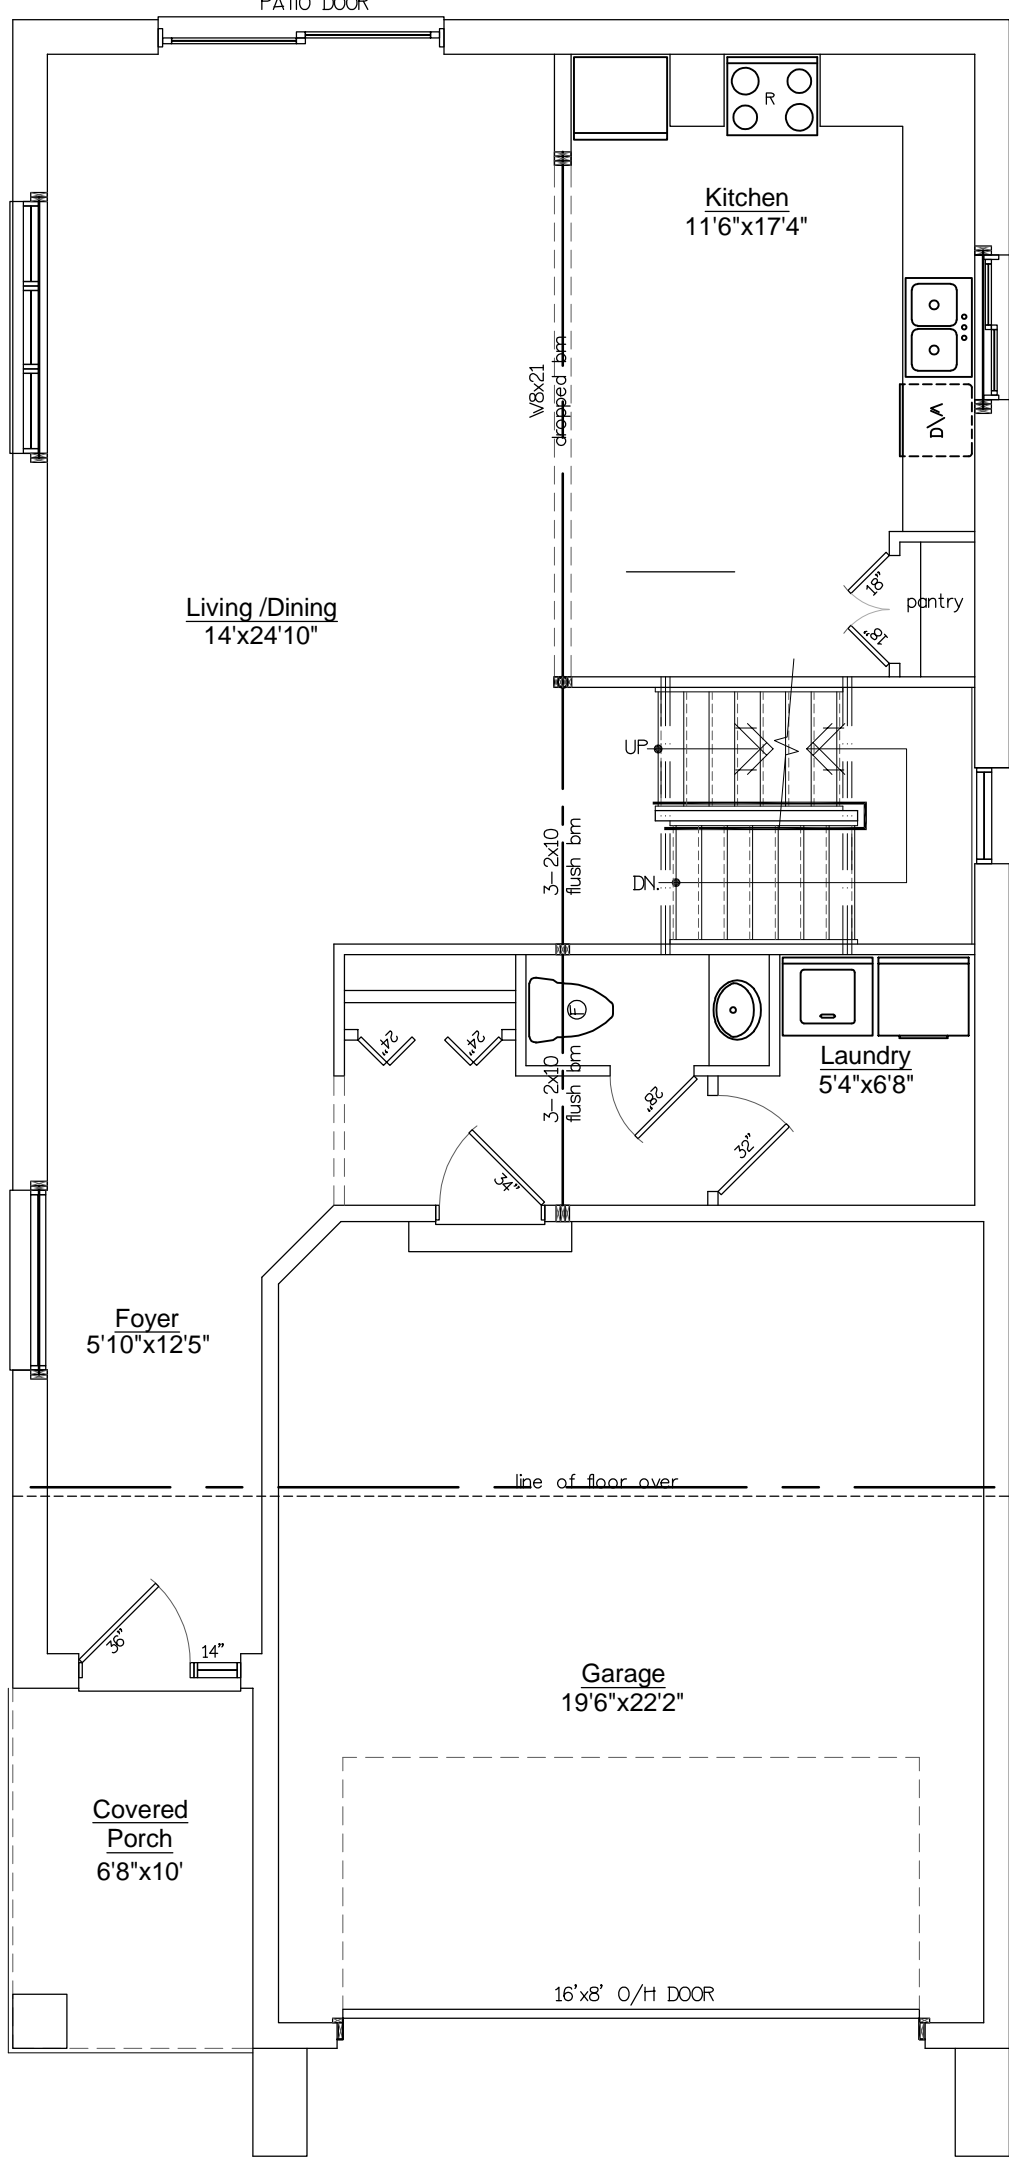 PATIO DOOR
R
Kitchen
11'6"x17'4"
W8x21
dropped bm
DW
18"
pantry
18"
Living /Dining
14'x24'10"
UP
3-2x10
flush bm
DN.
F
24"
24"
3-2x10
flush bm
Laundry
5'4"x6'8"
28"
32"
34"
Foyer
5'10"x12'5"
line of floor over
36"
14"
Garage
19'6"x22'2"
Covered
Porch
6'8"x10'
16'x8' O/H DOOR